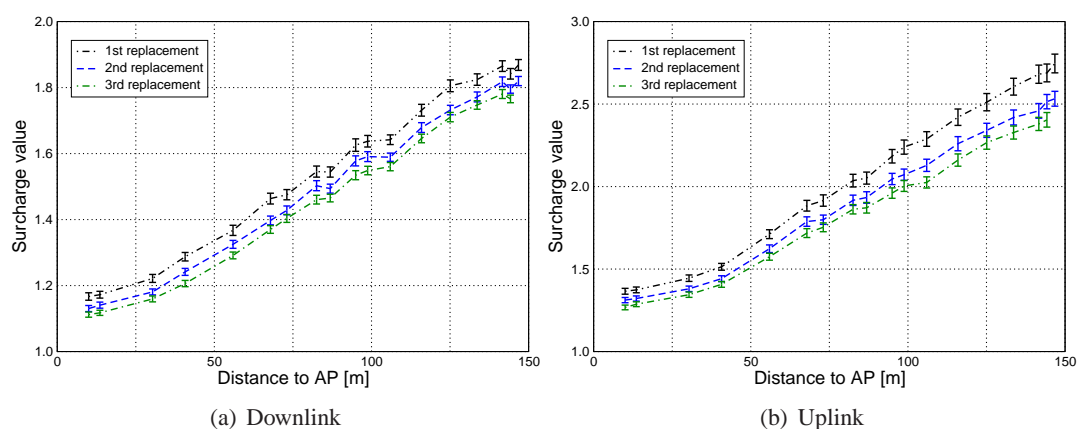 2.0
1.8
1.6
1.4
1.2
1.0
0
50
100
150
Surcharge value
Distance to AP [m]
1st replacement
2nd replacement
3rd replacement
(a) Downlink
3.0
2.5
2.0
1.5
1.0
0
50
100
150
Surcharge value
Distance to AP [m]
1st replacement
2nd replacement
3rd replacement
(b) Uplink